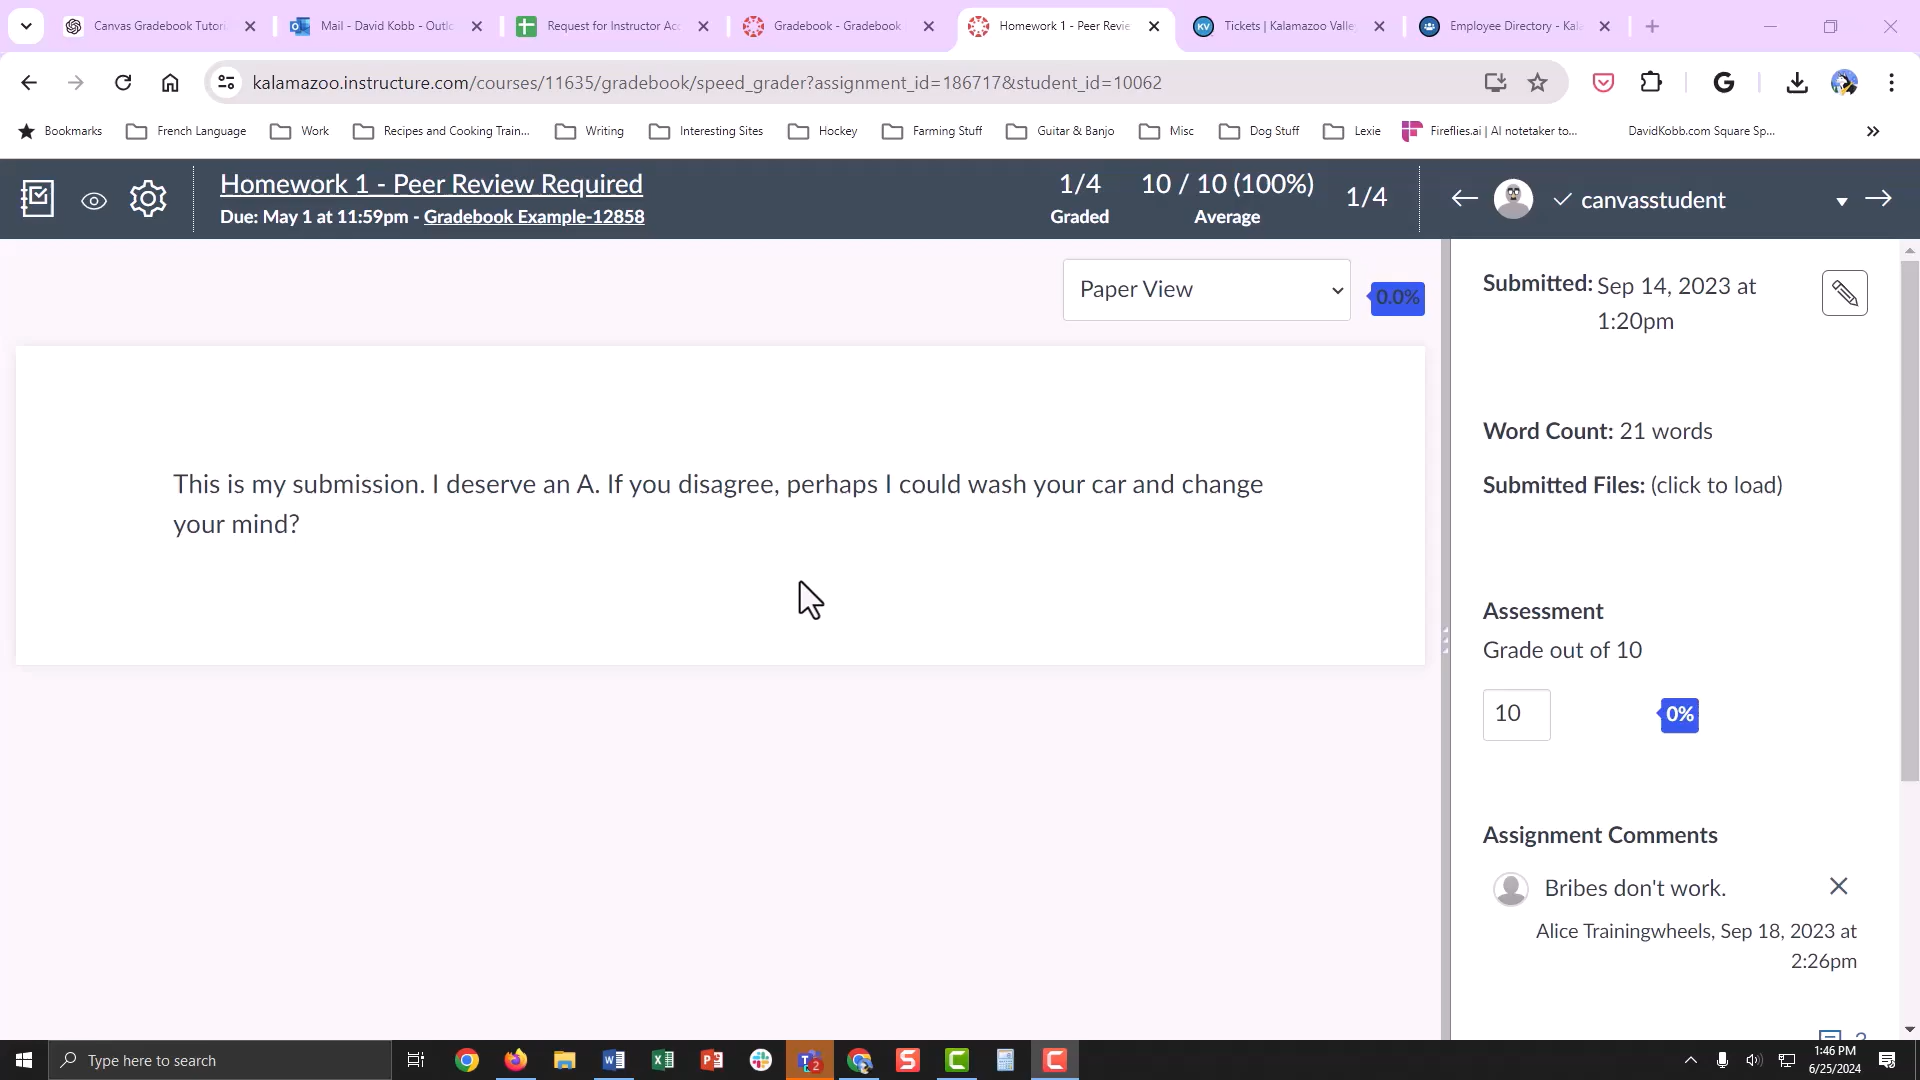 Canvas Gradebook Tutori
Mail - David Kobb - Outlo
Request for Instructor Acc
Gradebook - Gradebook
Homework 1 - Peer Revie
KV
Tickets | Kalamazoo Valle
Employee Directory - Kala
kalamazoo.instructure.com/courses/11635/gradebook/speed_grader?assignment_id=186717&student_id=10062
G
Bookmarks
French Language
Work
Recipes and Cooking Train...
Writing
Interesting Sites
Hockey
Farming Stuff
Guitar & Banjo
Misc
Dog Stuff
Lexie
Fireflies.ai | AI notetaker to...
DavidKobb.com Square Sp...
Homework 1 - Peer Review Required
Due: May 1 at 11:59pm - Gradebook Example-12858
1/4
Graded
10 / 10 (100%)
Average
1/4
canvasstudent
Paper View
0.0%
This is my submission. I deserve an A. If you disagree, perhaps I could wash your car and change
your mind?
Submitted: Sep 14, 2023 at
1:20pm
Word Count: 21 words
Submitted Files: (click to load)
Assessment
Grade out of 10
10
0%
Assignment Comments
Bribes don't work.
Alice Trainingwheels, Sep 18, 2023 at
2:26pm
Type here to search
1:46 PM
6/25/2024